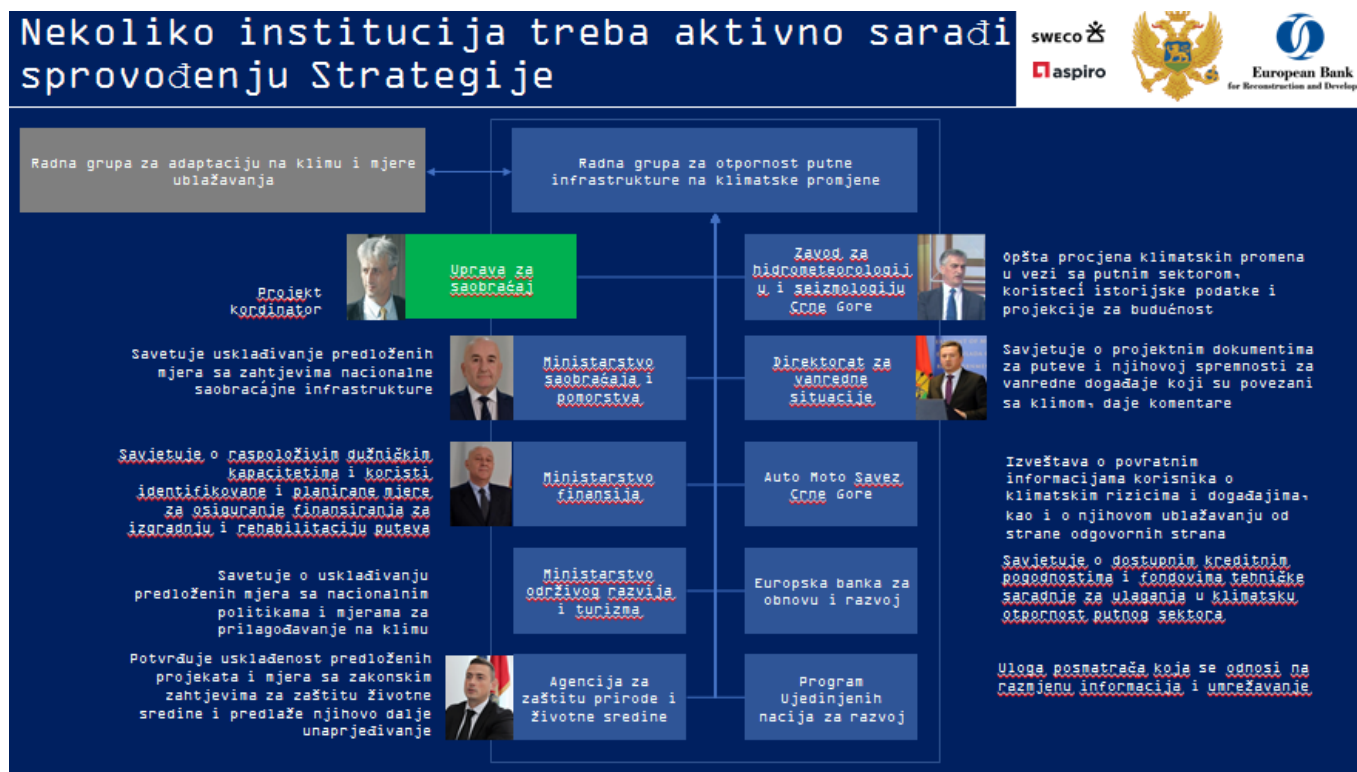 Nekoliko institucija treba aktivno sarađi
sprovođenju Strategije
sweco
aspiro
European Bank
for Reconstruction and Develop
Radna grupa za adaptaciju na klimu i mjere
ublažavanja
Radna grupa za otpornost putne
infrastrukture na klimatske promjene
Projekt
kordinator
Uprava za
saobraćaj
Zavod za
hidrometeorologij
u i seizmologiju
Crne Gore
Opšta procjena klimatskih promena
u vezi sa putnim sektorom,
koristeći istorijske podatke i
projekcije za budućnost
Savetuje usklađivanje predloženih
mjera sa zahtjevima nacionalne
saobraćajne infrastrukture
Ministarstvo
saobraćaja i
pomorstva
Direktorat za
vanredne
situacije
Savjetuje o projektnim dokumentima
za puteve i njihovoj spremnosti za
vanredne događaje koji su povezani
sa klimom, daje komentare
Savjetuje o raspoloživim dužničkim
kapacitetima i koristi
identifikovane i planirane mjere
za osiguranje finansiranja za
izgradnju i rehabilitaciju puteva
Ministarstvo
finansija
Auto Moto Savez
Crne Gore
Izveštava o povratnim
informacijama korisnika o
klimatskim rizicima i događajima,
kao i o njihovom ublažavanju od
strane odgovornih strana
Savetuje o usklađivanju
predloženih mjera sa nacionalnim
politikama i mjerama za
prilagođavanje na klimu
Ministarstvo
održivog razvija
i turizma
Europska banka za
obnovu i razvoj
Savjetuje o dostupnim kreditnim
pogodnostima i fondovima tehničke
saradnje za ulaganja u klimatsku
otpornost putnog sektora
Potvrđuje usklađenost predloženih
projekata i mjera sa zakonskim
zahtjevima za zaštitu životne
sredine i predlaže njihovo dalje
unaprjeđivanje
Agencija za
zaštitu prirode i
životne sredine
Program
Ujedinjenih
nacija za razvoj
Uloga posmatrača koja se odnosi na
razmjenu informacija i umrežavanje